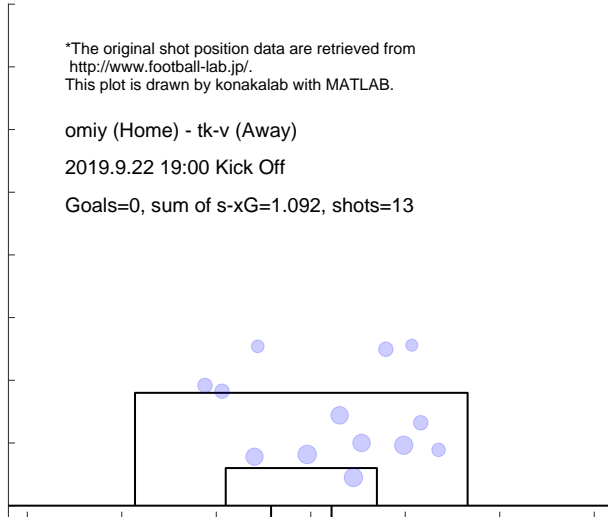 *The original shot position data are retrieved from
http://www.football-lab.jp/.
This plot is drawn by konakalab with MATLAB.
omiy (Home) - tk-v (Away)
2019.9.22 19:00 Kick Off
Goals=0, sum of s-xG=1.092, shots=13